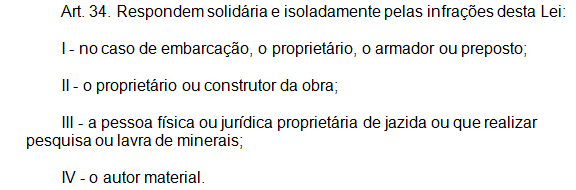 Art. 34. Respondem solidária e isoladamente pelas infrações desta Lei:
I - no caso de embarcação, o proprietário, o armador ou preposto;
II - o proprietário ou construtor da obra;
III - a pessoa física ou jurídica proprietária de jazida ou que realizar
pesquisa ou lavra de minerais;
IV - o autor material.